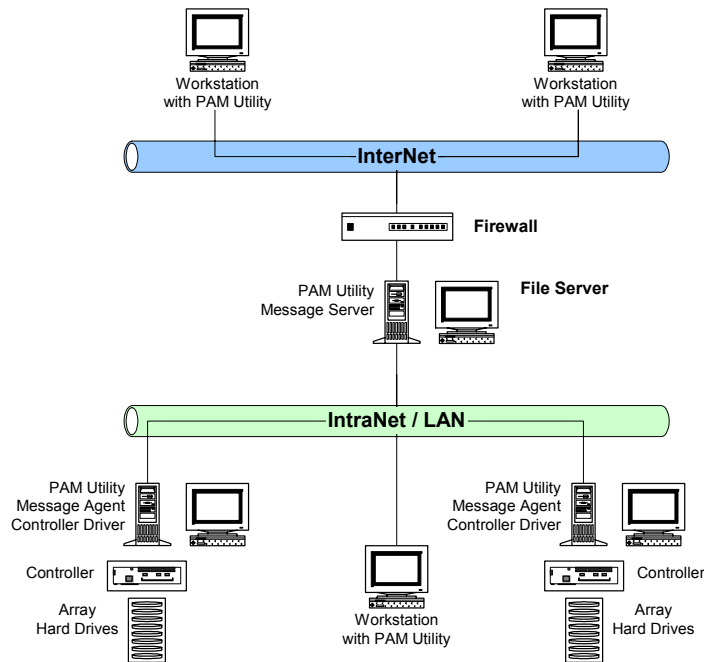 Workstation
with PAM Utility
Workstation
with PAM Utility
InterNet
Firewall
PAM Utility
Message Server
File Server
IntraNet / LAN
PAM Utility
Message Agent
Controller Driver
PAM Utility
Message Agent
Controller Driver
Controller
Controller
Array
Hard Drives
Workstation
with PAM Utility
Array
Hard Drives